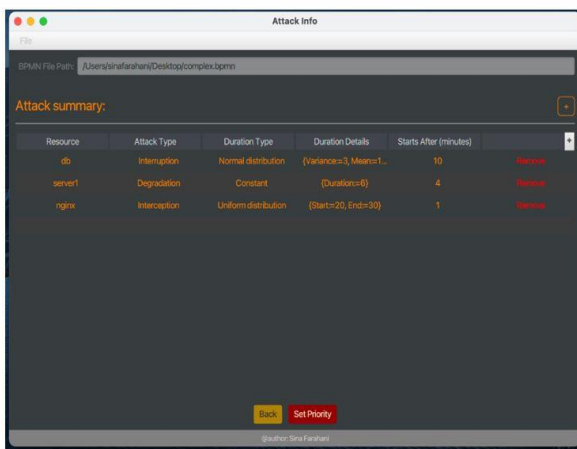 Attack Info
File
BPMN File Path: /Users/sinafarahani/Desktop/complex.bpmn
Attack summary:
+
Resource Attack Type Duration Type Duration Details Starts After (minutes) +
db Interruption Normal distribution {Variance:=3, Mean:=1... 10 Remove
server1 Degradation Constant {Duration:=6} 4 Remove
nginx Interception Uniform distribution {Start:=20, End:=30} 1 Remove
Back Set Priority
@author: Sina Farahani